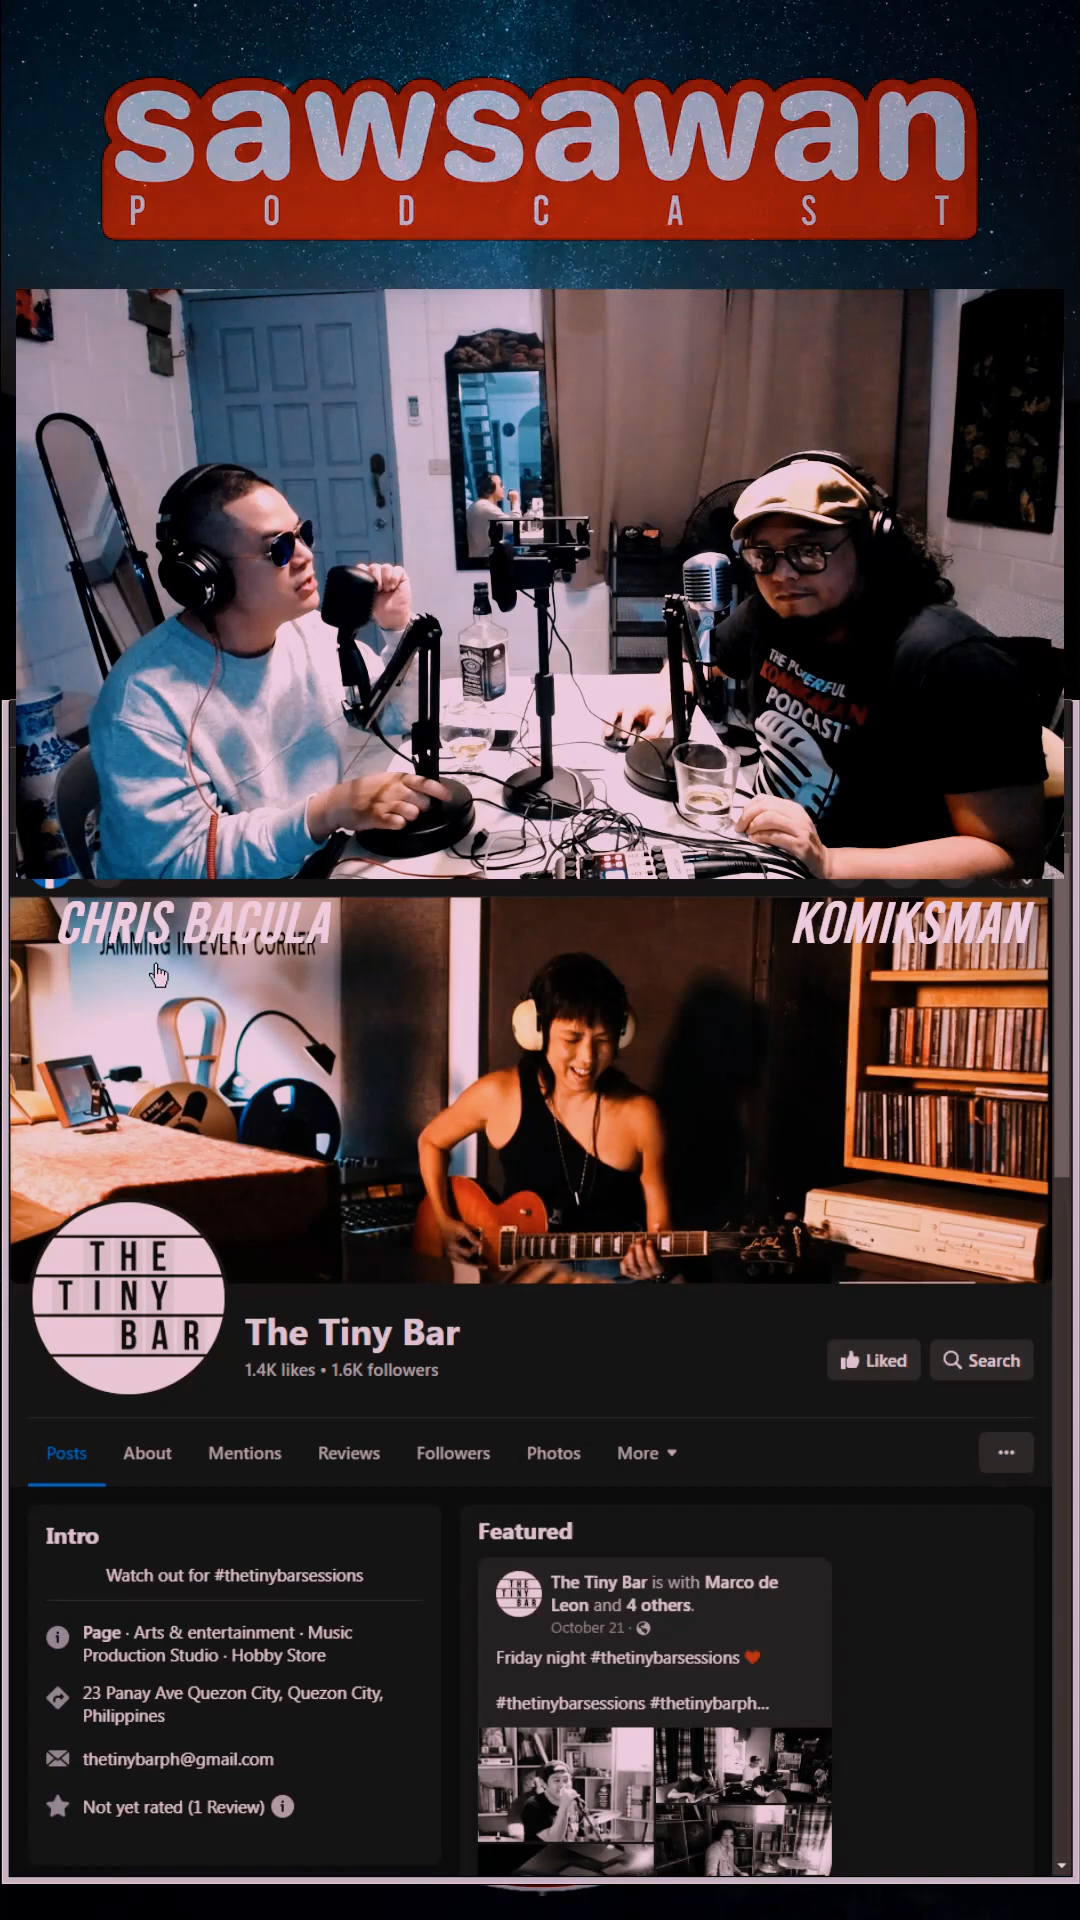 sawsawan
PODCAST
THE POWERFUL
KOMIKSMAN
PODCAST
CHRIS BACULA
KOMIKSMAN
JAMMING IN EVERY CORNER
THE
TINY
BAR
The Tiny Bar
1.4K likes • 1.6K followers
Liked
Search
Posts
About
Mentions
Reviews
Followers
Photos
More
Intro
Watch out for #thetinybarsessions
Page · Arts & entertainment · Music
Production Studio · Hobby Store
23 Panay Ave Quezon City, Quezon City,
Philippines
thetinybarph@gmail.com
Not yet rated (1 Review)
Featured
THE
TINY
BAR
The Tiny Bar is with Marco de
Leon and 4 others.
October 21 ·
Friday night #thetinybarsessions ❤
#thetinybarsessions #thetinybarph...